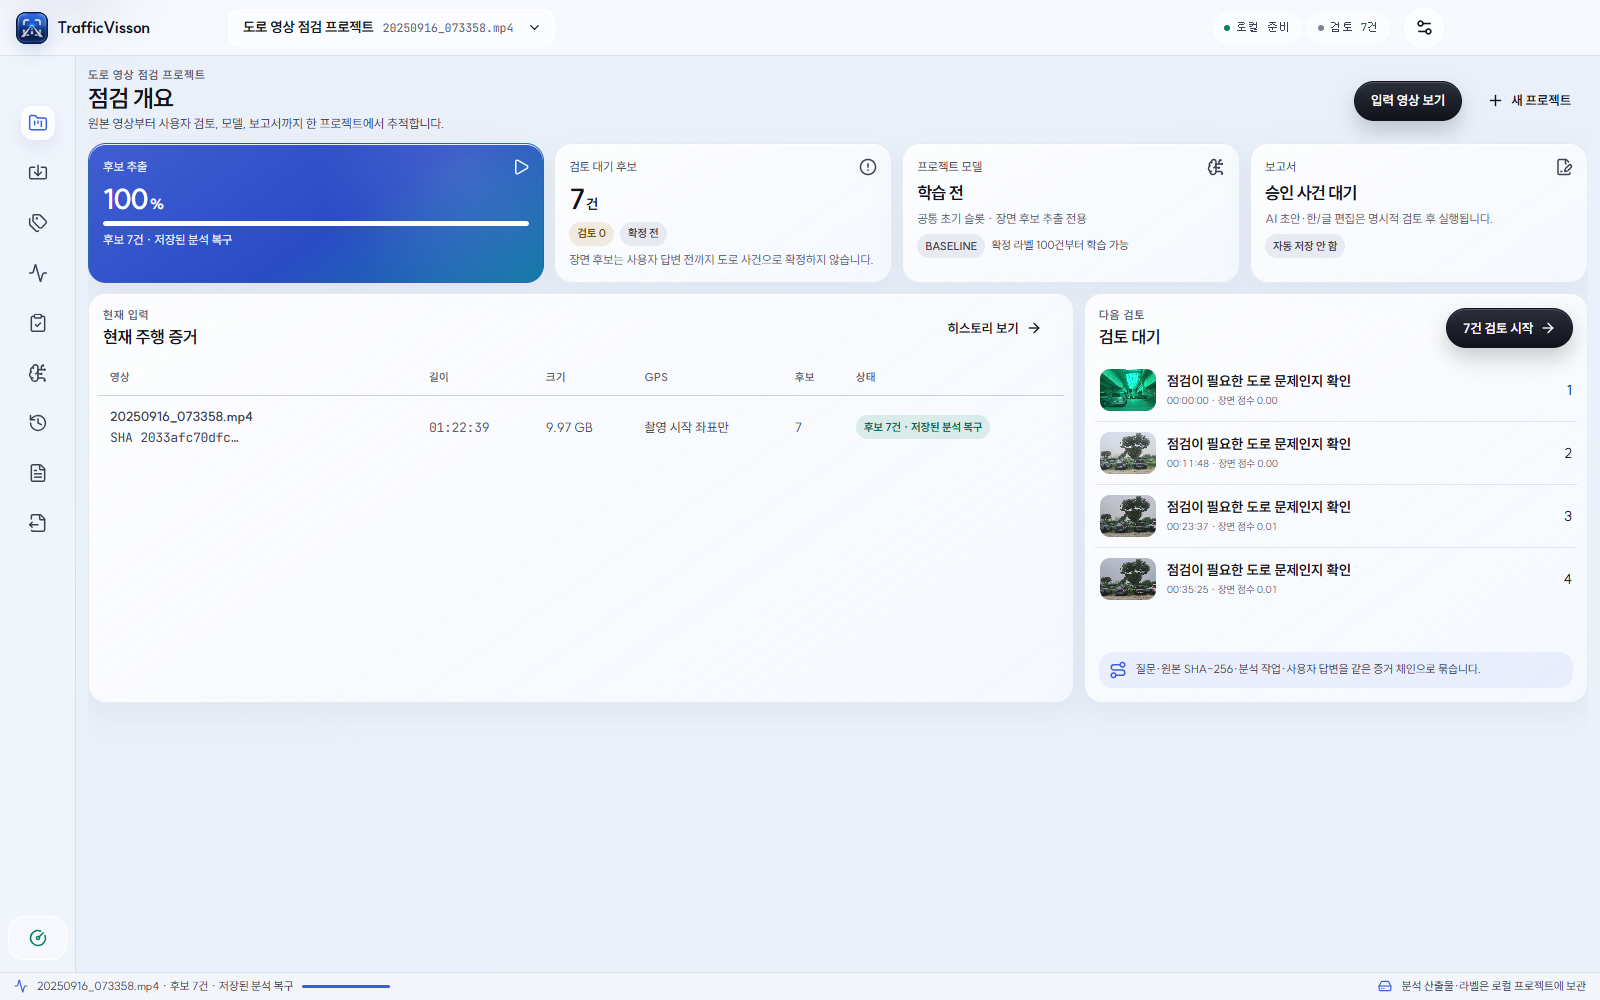 TrafficVisson
도로 영상 점검 프로젝트 20250916_073358.mp4
로컬 준비
검토 7건
도로 영상 점검 프로젝트
점검 개요
원본 영상부터 사용자 검토, 모델, 보고서까지 한 프로젝트에서 추적합니다.
입력 영상 보기
새 프로젝트
후보 추출
100%
후보 7건 · 저장된 분석 복구
검토 대기 후보
7건
검토 0 확정 전
장면 후보는 사용자 답변 전까지 도로 사건으로 확정하지 않습니다.
프로젝트 모델
학습 전
공통 초기 슬롯 · 장면 후보 추출 전용
BASELINE 확정 라벨 100건부터 학습 가능
보고서
승인 사건 대기
AI 초안·한/글 편집은 명시적 검토 후 실행됩니다.
자동 저장 안 함
현재 입력
현재 주행 증거
히스토리 보기
영상 길이 크기 GPS 후보 상태
20250916_073358.mp4
SHA 2033afc70dfc…
01:22:39 9.97 GB 촬영 시작 좌표만 7 후보 7건 · 저장된 분석 복구
다음 검토
검토 대기
7건 검토 시작
점검이 필요한 도로 문제인지 확인
00:00:00 · 장면 점수 0.00
1
점검이 필요한 도로 문제인지 확인
00:11:48 · 장면 점수 0.00
2
점검이 필요한 도로 문제인지 확인
00:23:37 · 장면 점수 0.01
3
점검이 필요한 도로 문제인지 확인
00:35:25 · 장면 점수 0.01
4
질문·원본 SHA-256·분석 작업·사용자 답변을 같은 증거 체인으로 묶습니다.
20250916_073358.mp4 · 후보 7건 · 저장된 분석 복구
분석 산출물·라벨은 로컬 프로젝트에 보관